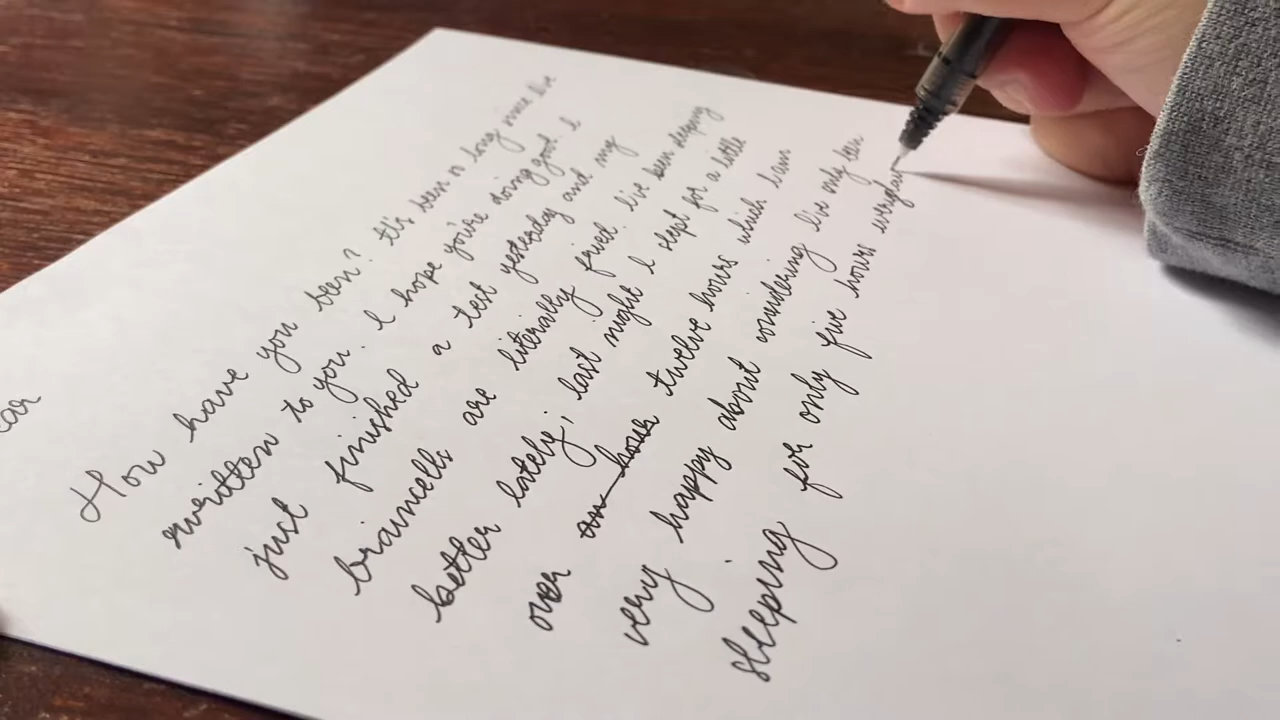 ear
How have you been? It's been so long since I've
written to you. I hope you're doing good. I
just finished a test yesterday and my
braincells are literally fried. I've been sleeping
better lately, last night I slept for a little
over an hour twelve hours which I am
very happy about considering I've only been
sleeping for only five hours everyday